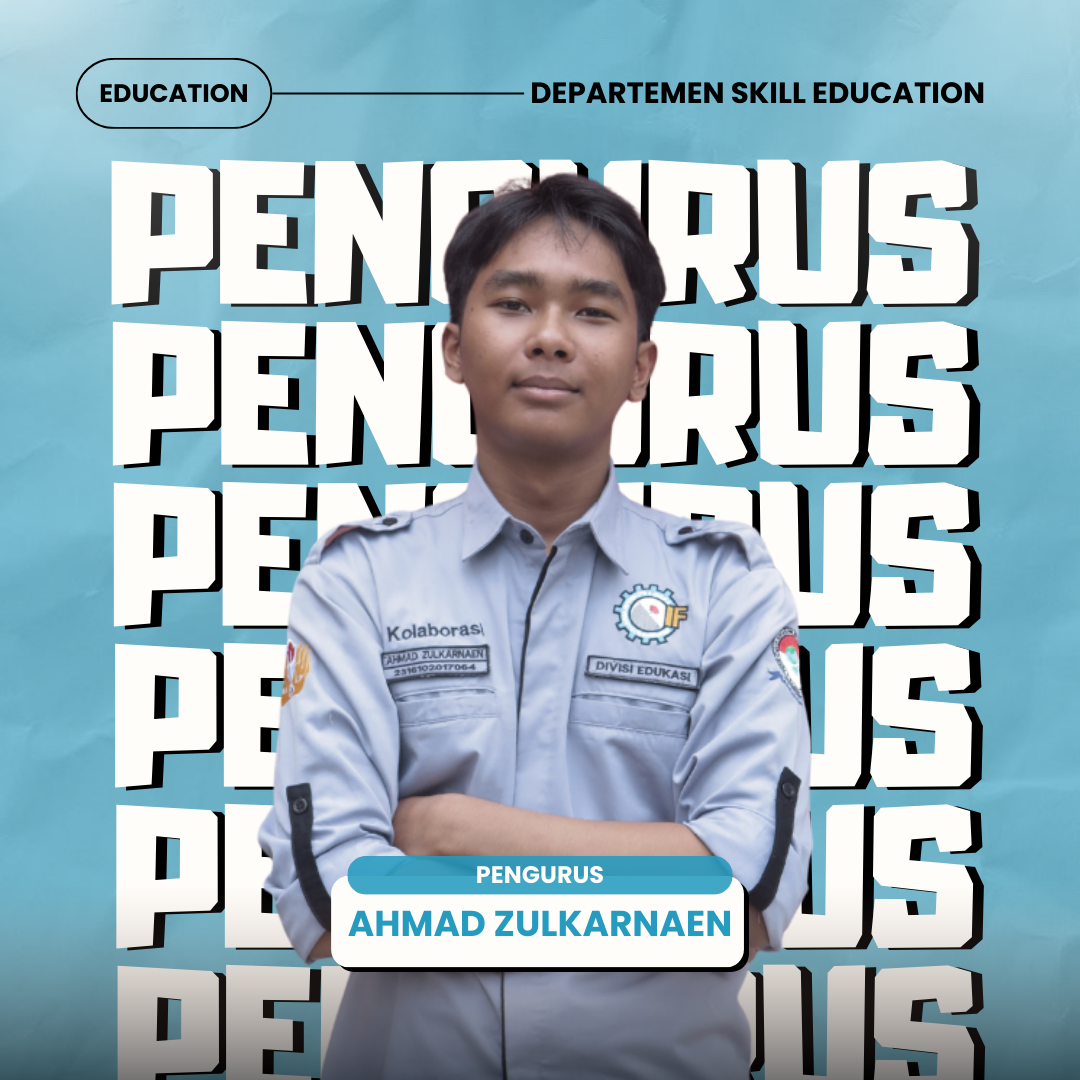 EDUCATION
DEPARTEMEN SKILL EDUCATION
PENGURUS
PENGURUS
PENGURUS
PENGURUS
PENGURUS
PENGURUS
Kolaborasi
AHMAD ZULKARNAEN
2316102017064
IF
DIVISI EDUKASI
PENGURUS
AHMAD ZULKARNAEN